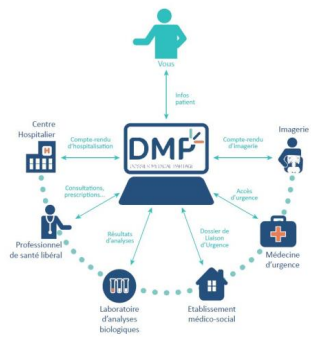 Vous
Infos
patient
Centre
Hospitalier
Compte-rendu
d'hospitalisation
DMP
DOSSIER MÉDICAL PARTAGÉ
Compte-rendu
d'Imagerie
Imagerie
Consultations,
prescriptions...
Accès
d'urgence
Professionnel
de santé libéral
Résultats
d'analyses
Dossier de
Liaison
d'Urgence
Médecine
d'urgence
Laboratoire
d'analyses
biologiques
Etablissement
médico-social